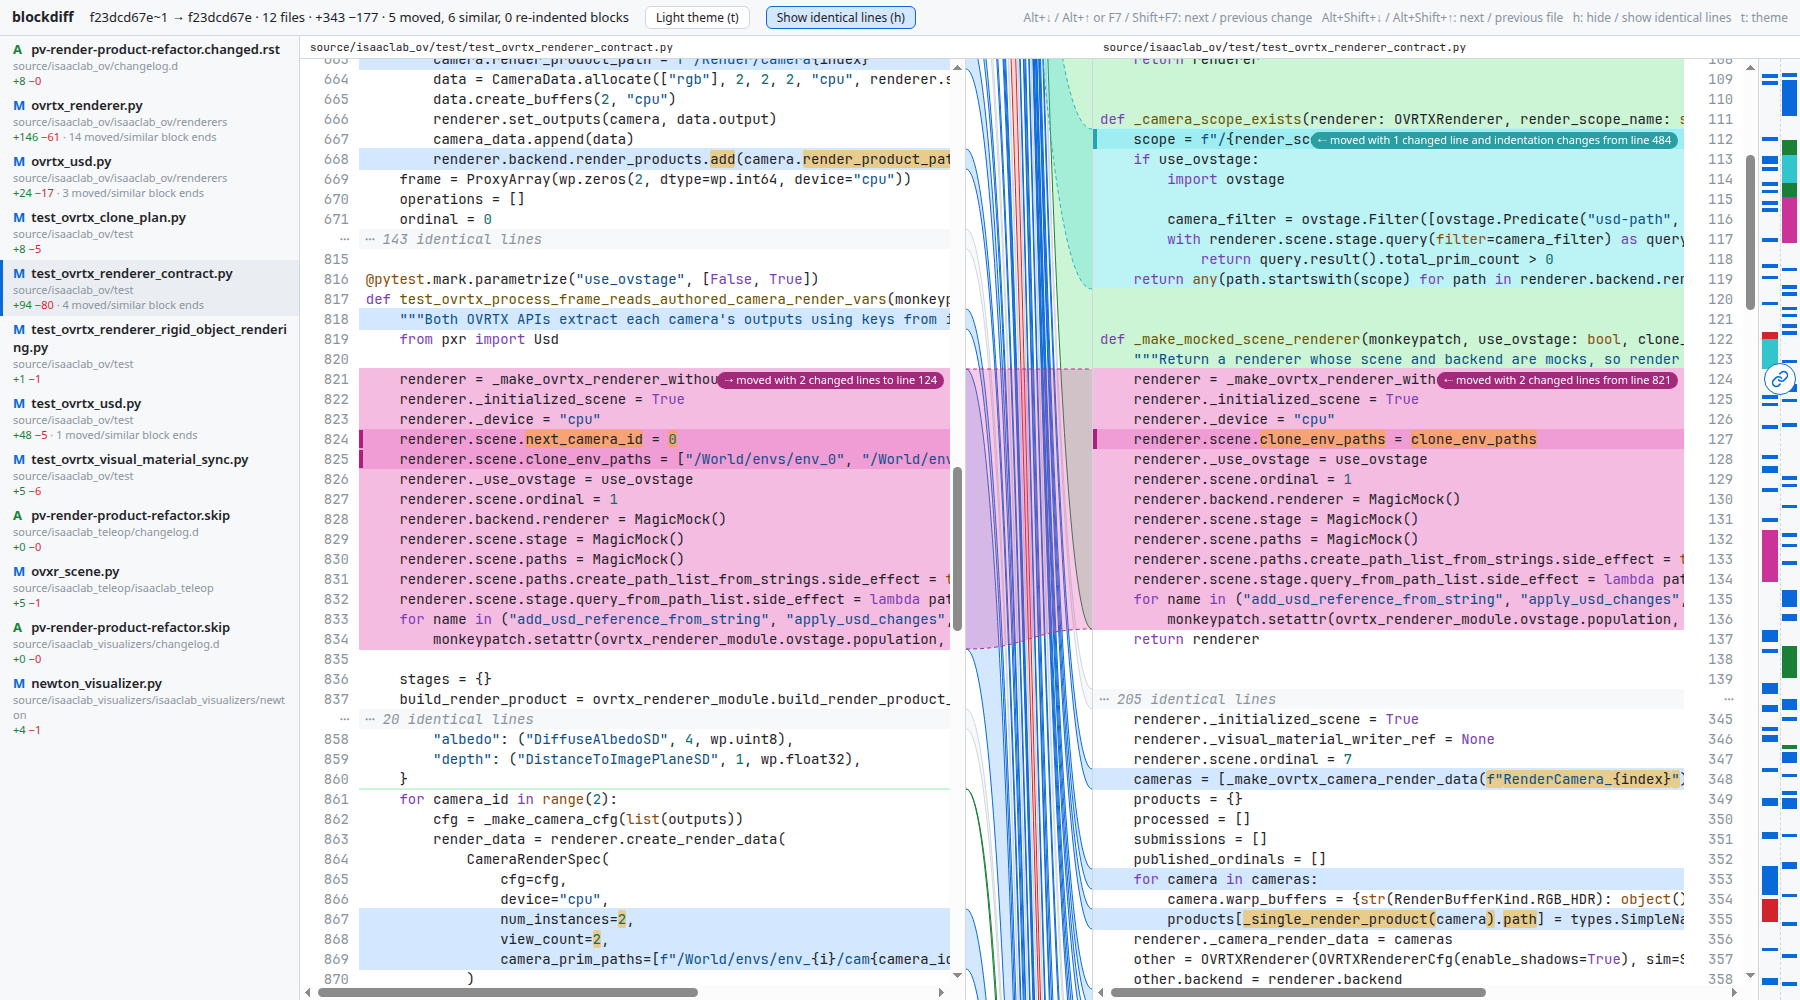 blockdiff f23dcd67e~1 → f23dcd67e · 12 files · +343 −177 · 5 moved, 6 similar, 0 re-indented blocks Light theme (t) Show identical lines (h) Alt+↓ / Alt+↑ or F7 / Shift+F7: next / previous change Alt+Shift+↓ / Alt+Shift+↑: next / previous file h: hide / show identical lines t: theme
A pv-render-product-refactor.changed.rst
source/isaaclab_ov/changelog.d
+8 −0
M ovrtx_renderer.py
source/isaaclab_ov/isaaclab_ov/renderers
+146 −61 · 14 moved/similar block ends
M ovrtx_usd.py
source/isaaclab_ov/isaaclab_ov/renderers
+24 −17 · 3 moved/similar block ends
M test_ovrtx_clone_plan.py
source/isaaclab_ov/test
+8 −5
M test_ovrtx_renderer_contract.py
source/isaaclab_ov/test
+94 −80 · 4 moved/similar block ends
M test_ovrtx_renderer_rigid_object_renderi
ng.py
source/isaaclab_ov/test
+1 −1
M test_ovrtx_usd.py
source/isaaclab_ov/test
+48 −5 · 1 moved/similar block ends
M test_ovrtx_visual_material_sync.py
source/isaaclab_ov/test
+5 −6
A pv-render-product-refactor.skip
source/isaaclab_teleop/changelog.d
+0 −0
M ovxr_scene.py
source/isaaclab_teleop/isaaclab_teleop
+5 −1
A pv-render-product-refactor.skip
source/isaaclab_visualizers/changelog.d
+0 −0
M newton_visualizer.py
source/isaaclab_visualizers/isaaclab_visualizers/newt
on
+4 −1
source/isaaclab_ov/test/test_ovrtx_renderer_contract.py
663 camera.render_product_path = f"/Render/camera{index}"
664 data = CameraData.allocate(["rgb"], 2, 2, 2, "cpu", renderer.s
665 data.create_buffers(2, "cpu")
666 renderer.set_outputs(camera, data.output)
667 camera_data.append(data)
668 renderer.backend.render_products.add(camera.render_product_pat
669 frame = ProxyArray(wp.zeros(2, dtype=wp.int64, device="cpu"))
670 operations = []
671 ordinal = 0
⋯ ⋯ 143 identical lines
815
816 @pytest.mark.parametrize("use_ovstage", [False, True])
817 def test_ovrtx_process_frame_reads_authored_camera_render_vars(monkeyp
818 """Both OVRTX APIs extract each camera's outputs using keys from i
819 from pxr import Usd
820
821 renderer = _make_ovrtx_renderer_withou → moved with 2 changed lines to line 124
822 renderer._initialized_scene = True
823 renderer._device = "cpu"
824 renderer.scene.next_camera_id = 0
825 renderer.scene.clone_env_paths = ["/World/envs/env_0", "/World/env
826 renderer._use_ovstage = use_ovstage
827 renderer.scene.ordinal = 1
828 renderer.backend.renderer = MagicMock()
829 renderer.scene.stage = MagicMock()
830 renderer.scene.paths = MagicMock()
831 renderer.scene.paths.create_path_list_from_strings.side_effect = t
832 renderer.scene.stage.query_from_path_list.side_effect = lambda pat
833 for name in ("add_usd_reference_from_string", "apply_usd_changes",
834 monkeypatch.setattr(ovrtx_renderer_module.ovstage.population,
835
836 stages = {}
837 build_render_product = ovrtx_renderer_module.build_render_product_
⋯ ⋯ 20 identical lines
858 "albedo": ("DiffuseAlbedoSD", 4, wp.uint8),
859 "depth": ("DistanceToImagePlaneSD", 1, wp.float32),
860 }
861 for camera_id in range(2):
862 cfg = _make_camera_cfg(list(outputs))
863 render_data = renderer.create_render_data(
864 CameraRenderSpec(
865 cfg=cfg,
866 device="cpu",
867 num_instances=2,
868 view_count=2,
869 camera_prim_paths=[f"/World/envs/env_{i}/cam{camera_id
870 )
source/isaaclab_ov/test/test_ovrtx_renderer_contract.py
return renderer 108
109
110
def _camera_scope_exists(renderer: OVRTXRenderer, render_scope_name: s 111
scope = f"/{render_sc ← moved with 1 changed line and indentation changes from line 484 112
if use_ovstage: 113
import ovstage 114
115
camera_filter = ovstage.Filter([ovstage.Predicate("usd-path", 116
with renderer.scene.stage.query(filter=camera_filter) as query 117
return query.result().total_prim_count > 0 118
return any(path.startswith(scope) for path in renderer.backend.ren 119
120
121
def _make_mocked_scene_renderer(monkeypatch, use_ovstage: bool, clone_ 122
"""Return a renderer whose scene and backend are mocks, so render 123
renderer = _make_ovrtx_renderer_with ← moved with 2 changed lines from line 821 124
renderer._initialized_scene = True 125
renderer._device = "cpu" 126
renderer.scene.clone_env_paths = clone_env_paths 127
renderer._use_ovstage = use_ovstage 128
renderer.scene.ordinal = 1 129
renderer.backend.renderer = MagicMock() 130
renderer.scene.stage = MagicMock() 131
renderer.scene.paths = MagicMock() 132
renderer.scene.paths.create_path_list_from_strings.side_effect = t 133
renderer.scene.stage.query_from_path_list.side_effect = lambda pat 134
for name in ("add_usd_reference_from_string", "apply_usd_changes", 135
monkeypatch.setattr(ovrtx_renderer_module.ovstage.population, 136
return renderer 137
138
139
⋯ 205 identical lines ⋯
renderer._initialized_scene = True 345
renderer._visual_material_writer_ref = None 346
renderer.scene.ordinal = 7 347
cameras = [_make_ovrtx_camera_render_data(f"RenderCamera_{index}") 348
products = {} 349
processed = [] 350
submissions = [] 351
published_ordinals = [] 352
for camera in cameras: 353
camera.warp_buffers = {str(RenderBufferKind.RGB_HDR): object() 354
products[_single_render_product(camera).path] = types.SimpleNa 355
renderer._camera_render_data = cameras 356
other = OVRTXRenderer(OVRTXRendererCfg(enable_shadows=True), sim=S 357
other.backend = renderer.backend 358